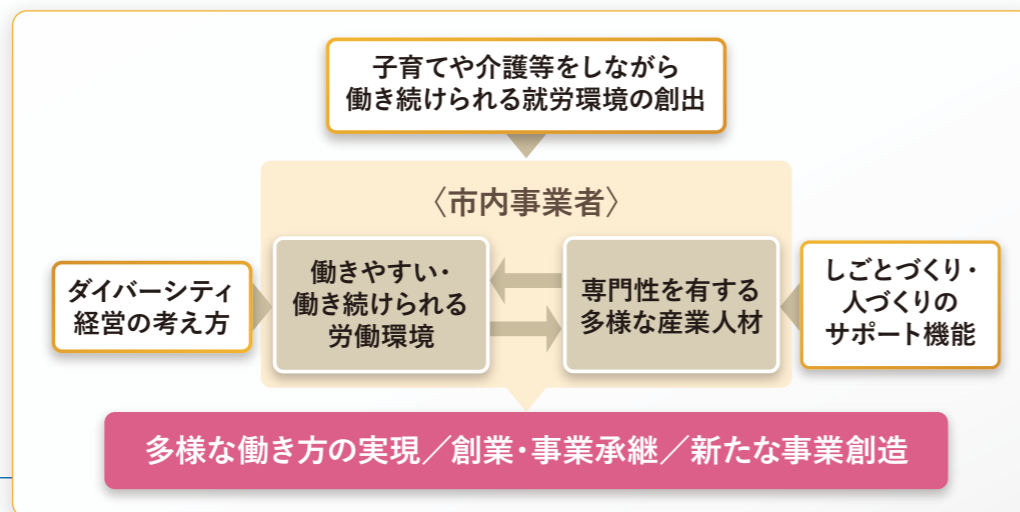 子育てや介護等をしながら
働き続けられる就労環境の創出
〈市内事業者〉
ダイバーシティ
経営の考え方
働きやすい・
働き続けられる
労働環境
専門性を有する
多様な産業人材
しごとづくり・
人づくりの
サポート機能
多様な働き方の実現／創業・事業承継／新たな事業創造